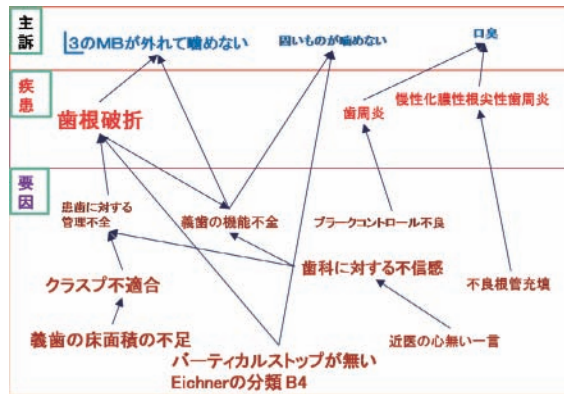 主訴
⌊3のMBが外れて噛めない
固いものが噛めない
口臭
疾患
歯根破折
歯周炎
慢性化膿性根尖性歯周炎
要因
患歯に対する
管理不全
義歯の機能不全
プラークコントロール不良
クラスプ不適合
歯科に対する不信感
不良根管充填
義歯の床面積の不足
バーティカルストップが無い
Eichnerの分類 B4
近医の心無い一言